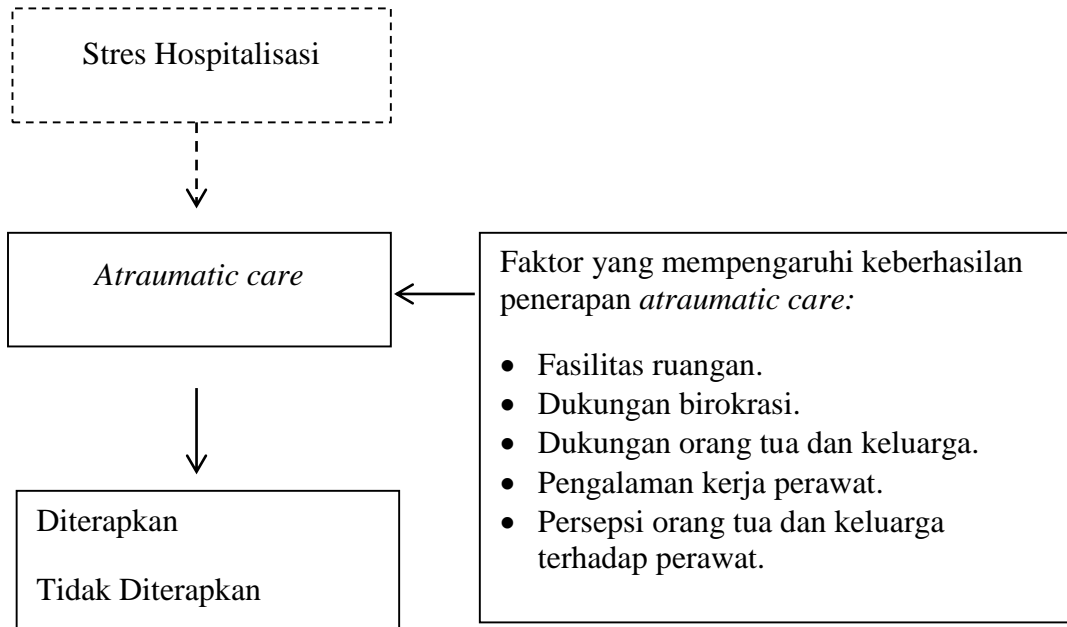 Stres Hospitalisasi
Atraumatic care
Faktor yang mempengaruhi keberhasilan
penerapan atraumatic care:
• Fasilitas ruangan.
• Dukungan birokrasi.
• Dukungan orang tua dan keluarga.
• Pengalaman kerja perawat.
• Persepsi orang tua dan keluarga
terhadap perawat.
Diterapkan
Tidak Diterapkan